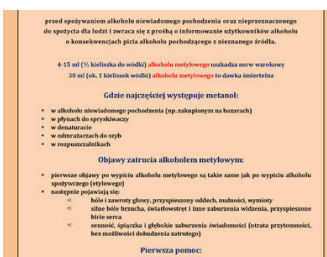 przed spożywaniem alkoholu niewiadomego pochodzenia oraz nieprzeznaczonego
do spożycia dla ludzi i zwraca się z prośbą o informowanie użytkowników alkoholu
o konsekwencjach picia alkoholu pochodzącego z nieznanego źródła.
4-15 ml (½ kieliszka do wódki) alkoholu metylowego uszkadza nerw wzrokowy
30 ml (ok. 1 kieliszek wódki) alkoholu metylowego to dawka śmiertelna
Gdzie najczęściej występuje metanol:
• w alkoholu niewiadomego pochodzenia (np. zakupionym na bazarach)
• w płynach do spryskiwaczy
• w denaturacie
• w odmrażaczach do szyb
• w rozpuszczalnikach
Objawy zatrucia alkoholem metylowym:
• pierwsze objawy po wypiciu alkoholu metylowego są takie same jak po wypiciu alkoholu
spożywczego (etylowego)
• następnie pojawiają się:
bóle i zawroty głowy, przyspieszony oddech, nudności, wymioty
silne bóle brzucha, światłowstręt i inne zaburzenia widzenia, przyspieszone
bicie serca
senność, śpiączka i głębokie zaburzenia świadomości (utrata przytomności,
bez możliwości dobudzenia zatrutego)
Pierwsza pomoc: